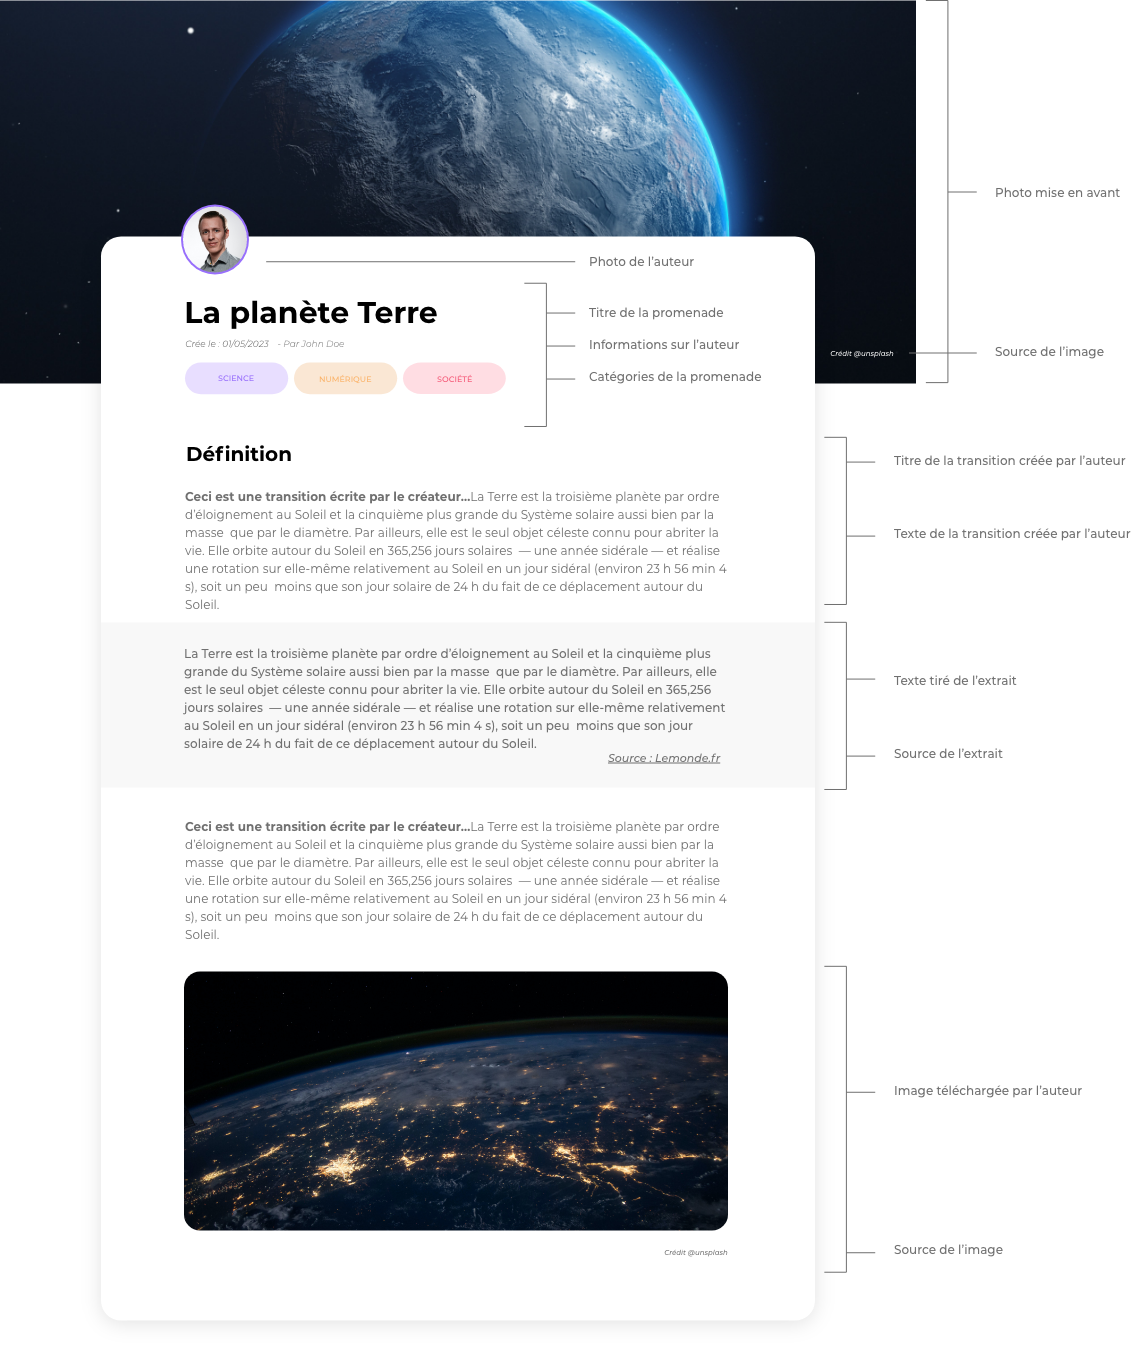 Photo mise en avant
Photo de l'auteur
La planète Terre
Titre de la promenade
Crée le : 01/05/2023 - Par John Doe
Informations sur l'auteur
Crédit @unsplash
Source de l'image
SCIENCE
NUMÉRIQUE
SOCIÉTÉ
Catégories de la promenade
Définition
Titre de la transition créée par l'auteur
Ceci est une transition écrite par le créateur...La Terre est la troisième planète par ordre
d'éloignement au Soleil et la cinquième plus grande du Système solaire aussi bien par la
masse que par le diamètre. Par ailleurs, elle est le seul objet céleste connu pour abriter la
vie. Elle orbite autour du Soleil en 365,256 jours solaires — une année sidérale — et réalise
une rotation sur elle-même relativement au Soleil en un jour sidéral (environ 23 h 56 min 4
s), soit un peu moins que son jour solaire de 24 h du fait de ce déplacement autour du
Soleil.
Texte de la transition créée par l'auteur
La Terre est la troisième planète par ordre d'éloignement au Soleil et la cinquième plus
grande du Système solaire aussi bien par la masse que par le diamètre. Par ailleurs, elle
est le seul objet céleste connu pour abriter la vie. Elle orbite autour du Soleil en 365,256
jours solaires — une année sidérale — et réalise une rotation sur elle-même relativement
au Soleil en un jour sidéral (environ 23 h 56 min 4 s), soit un peu moins que son jour
solaire de 24 h du fait de ce déplacement autour du Soleil.
Source : Lemonde.fr
Texte tiré de l'extrait
Source de l'extrait
Ceci est une transition écrite par le créateur...La Terre est la troisième planète par ordre
d'éloignement au Soleil et la cinquième plus grande du Système solaire aussi bien par la
masse que par le diamètre. Par ailleurs, elle est le seul objet céleste connu pour abriter la
vie. Elle orbite autour du Soleil en 365,256 jours solaires — une année sidérale — et réalise
une rotation sur elle-même relativement au Soleil en un jour sidéral (environ 23 h 56 min 4
s), soit un peu moins que son jour solaire de 24 h du fait de ce déplacement autour du
Soleil.
Image téléchargée par l'auteur
Crédit @unsplash
Source de l'image